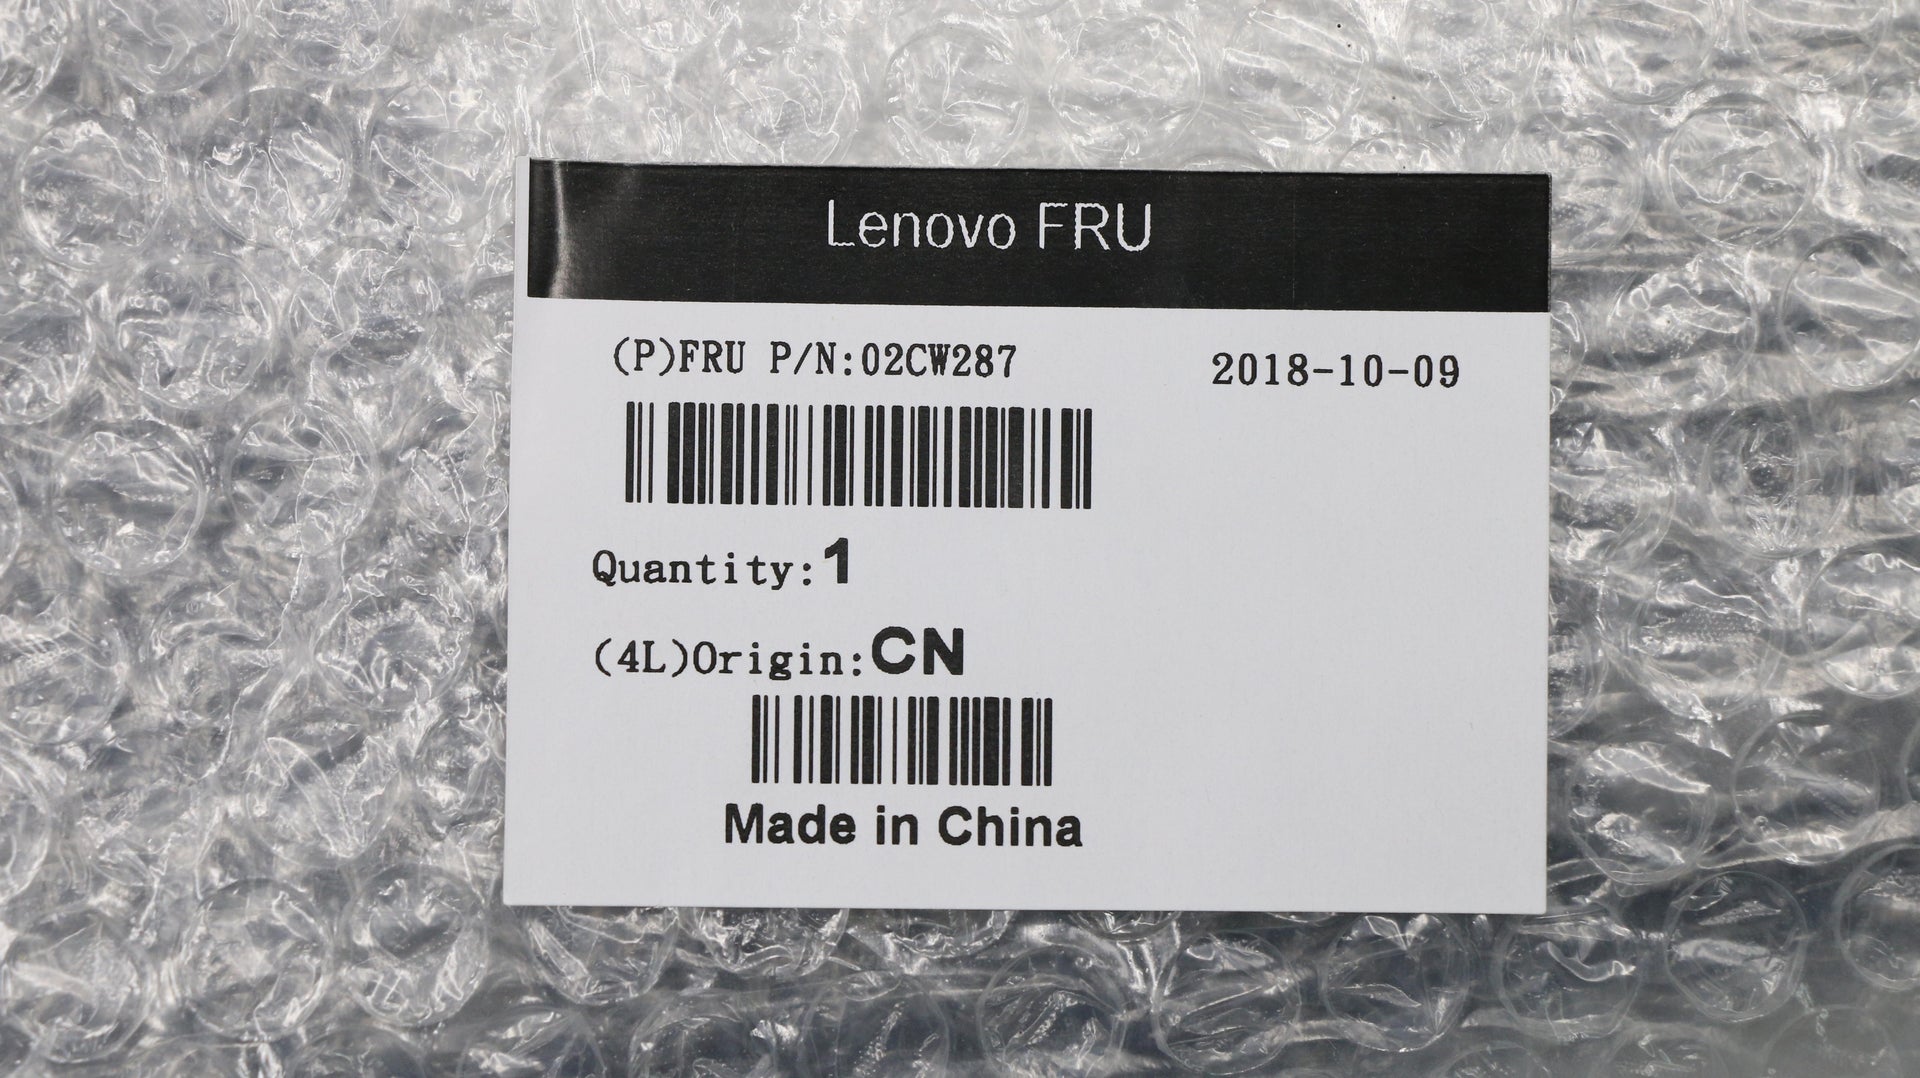 Lenovo FRU
(P)FRU P/N:02CW287 2018-10-09
Quantity:1
(4L)Origin:CN
Made in China